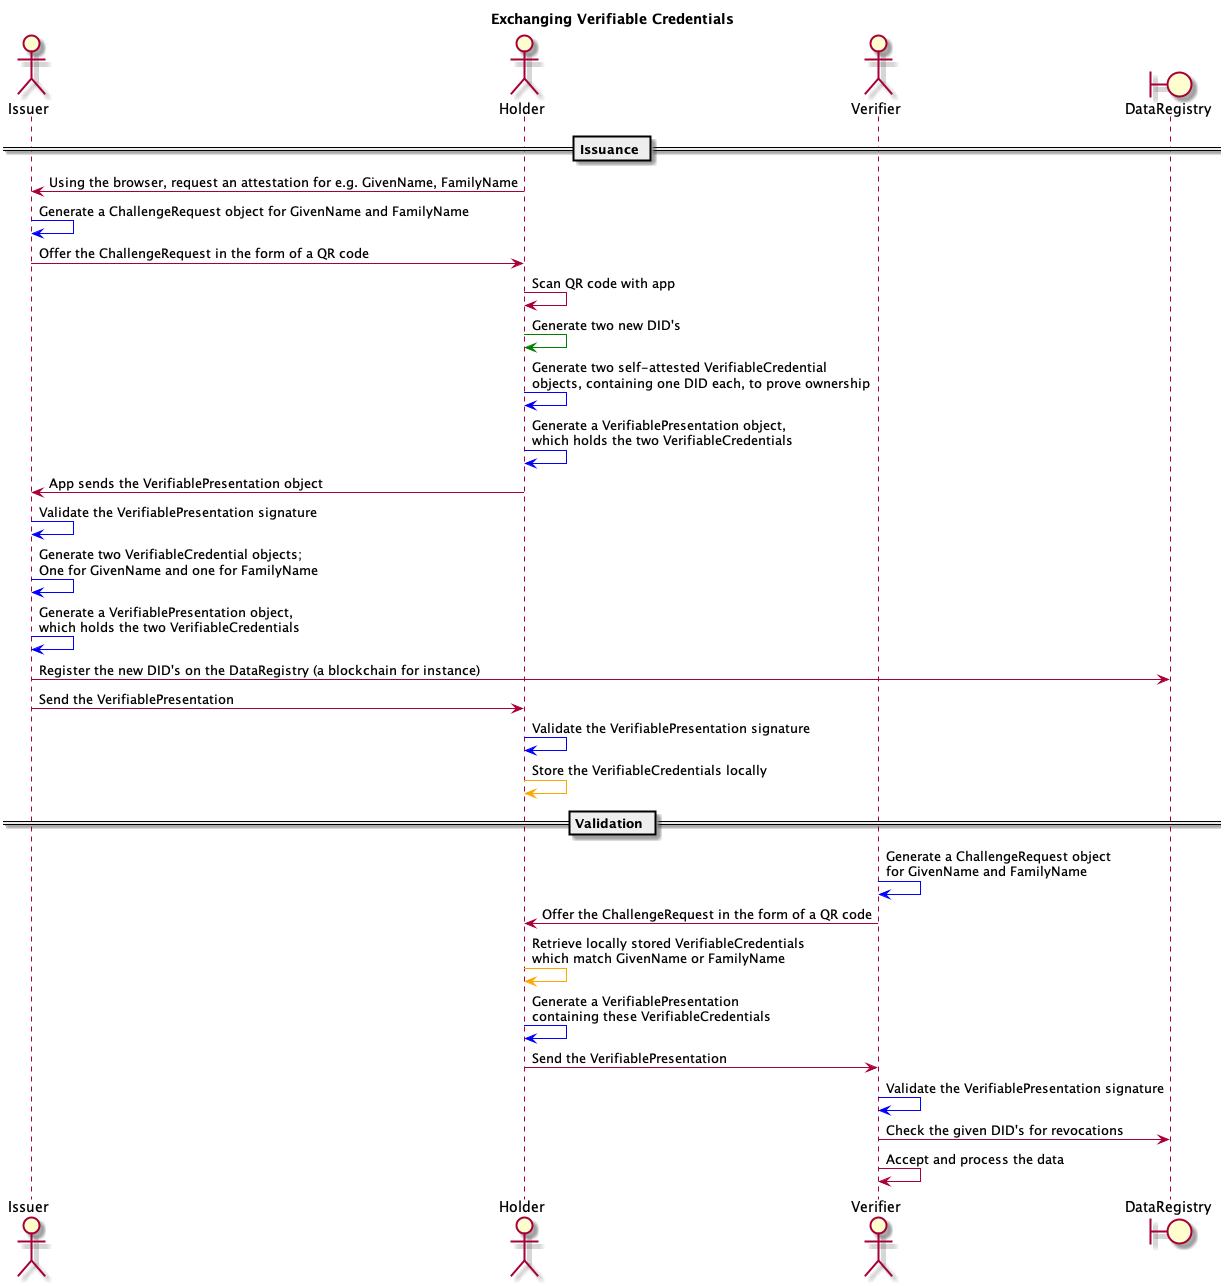 Exchanging Verifiable Credentials
Issuer
Holder
Verifier
DataRegistry
Issuance
Using the browser, request an attestation for e.g. GivenName, FamilyName
Generate a ChallengeRequest object for GivenName and FamilyName
Offer the ChallengeRequest in the form of a QR code
Scan QR code with app
Generate two new DID's
Generate two self-attested VerifiableCredential
objects, containing one DID each, to prove ownership
Generate a VerifiablePresentation object,
which holds the two VerifiableCredentials
App sends the VerifiablePresentation object
Validate the VerifiablePresentation signature
Generate two VerifiableCredential objects;
One for GivenName and one for FamilyName
Generate a VerifiablePresentation object,
which holds the two VerifiableCredentials
Register the new DID's on the DataRegistry (a blockchain for instance)
Send the VerifiablePresentation
Validate the VerifiablePresentation signature
Store the VerifiableCredentials locally
Validation
Generate a ChallengeRequest object
for GivenName and FamilyName
Offer the ChallengeRequest in the form of a QR code
Retrieve locally stored VerifiableCredentials
which match GivenName or FamilyName
Generate a VerifiablePresentation
containing these VerifiableCredentials
Send the VerifiablePresentation
Validate the VerifiablePresentation signature
Check the given DID's for revocations
Accept and process the data
Issuer
Holder
Verifier
DataRegistry